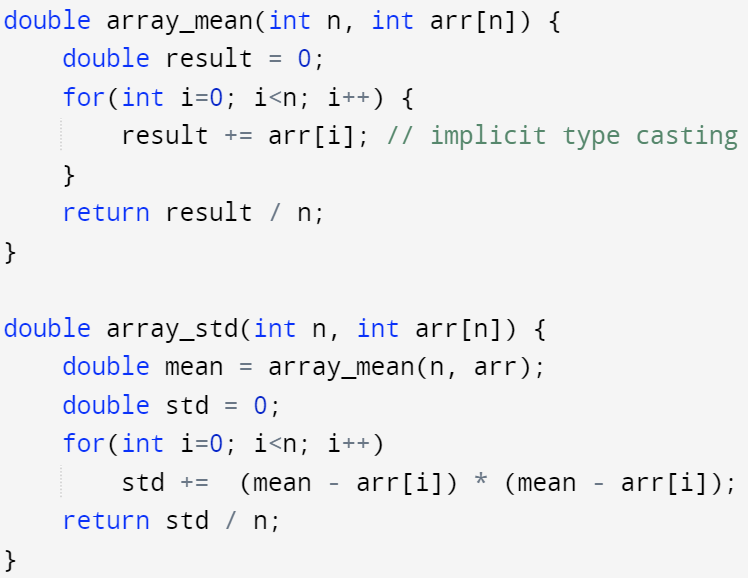 double array_mean(int n, int arr[n]) {
    double result = 0;
    for(int i=0; i<n; i++) {
        result += arr[i]; // implicit type casting
    }
    return result / n;
}

double array_std(int n, int arr[n]) {
    double mean = array_mean(n, arr);
    double std = 0;
    for(int i=0; i<n; i++)
        std +=  (mean - arr[i]) * (mean - arr[i]);
    return std / n;
}